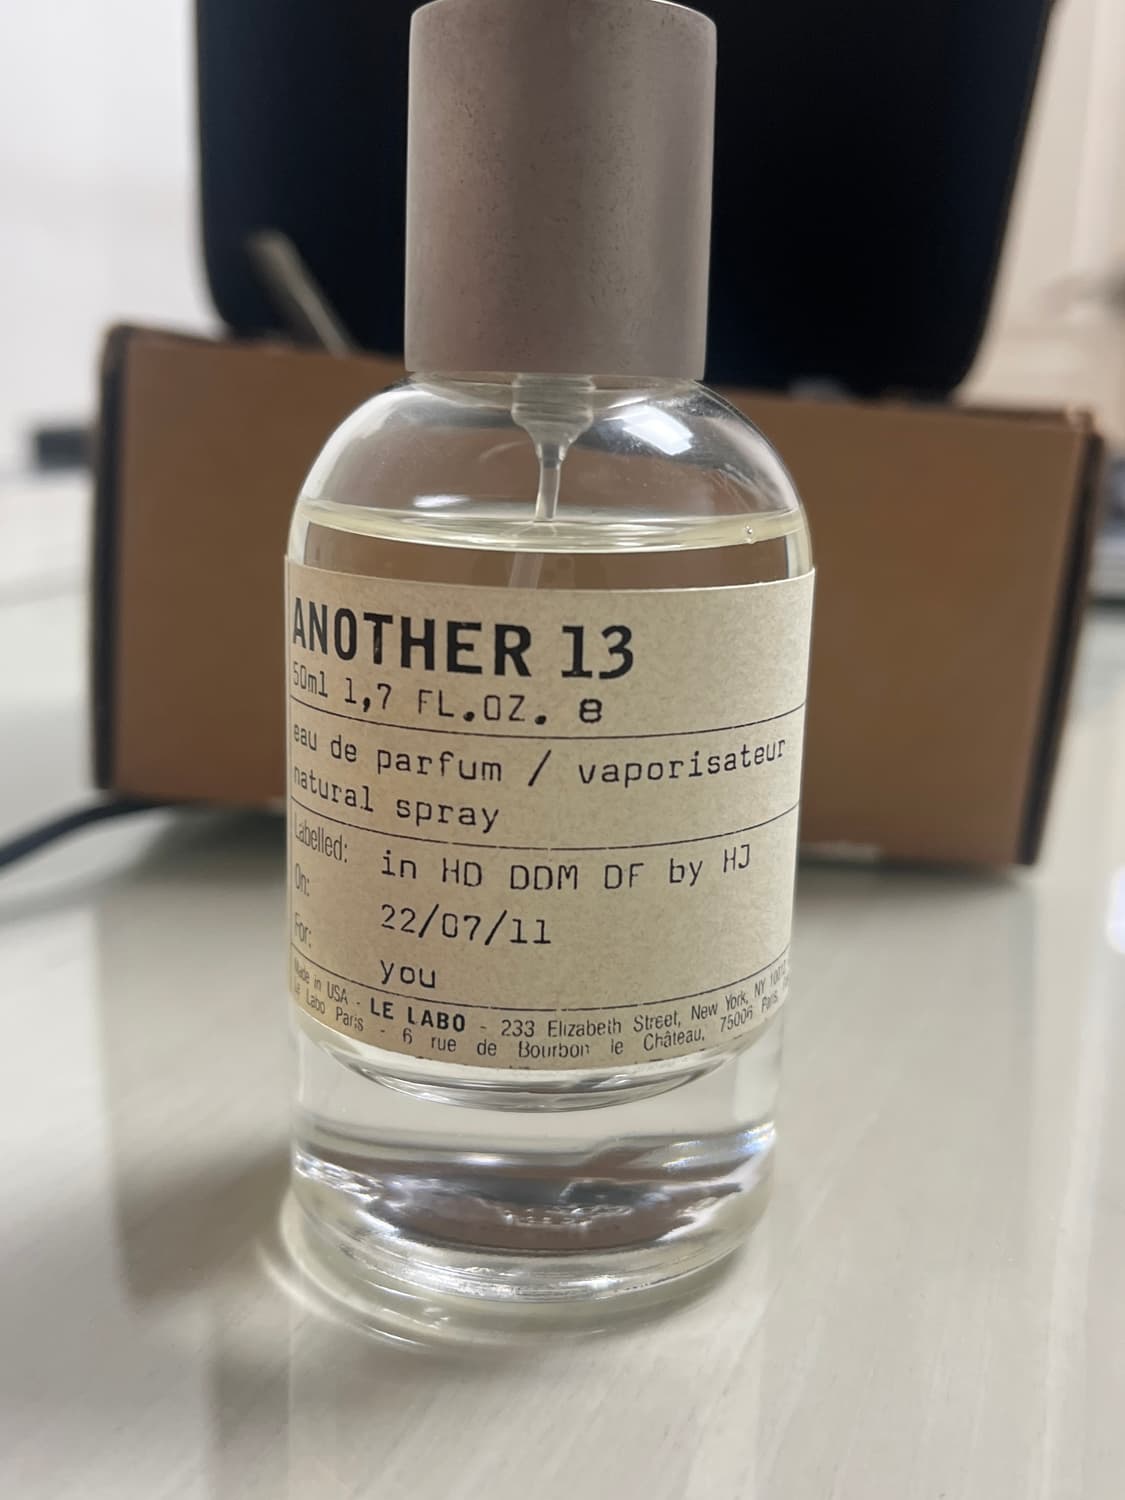 ANOTHER 13
50ml 1,7 FL.OZ. e
eau de parfum / vaporisateur
natural spray
Labelled: in HD DDM DF by HJ
On: 22/07/11
For: you
Made in USA - LE LABO - 233 Elizabeth Street, New York, NY
Le Labo Paris - 6 rue de Bourbon le Château, 75006 Paris,